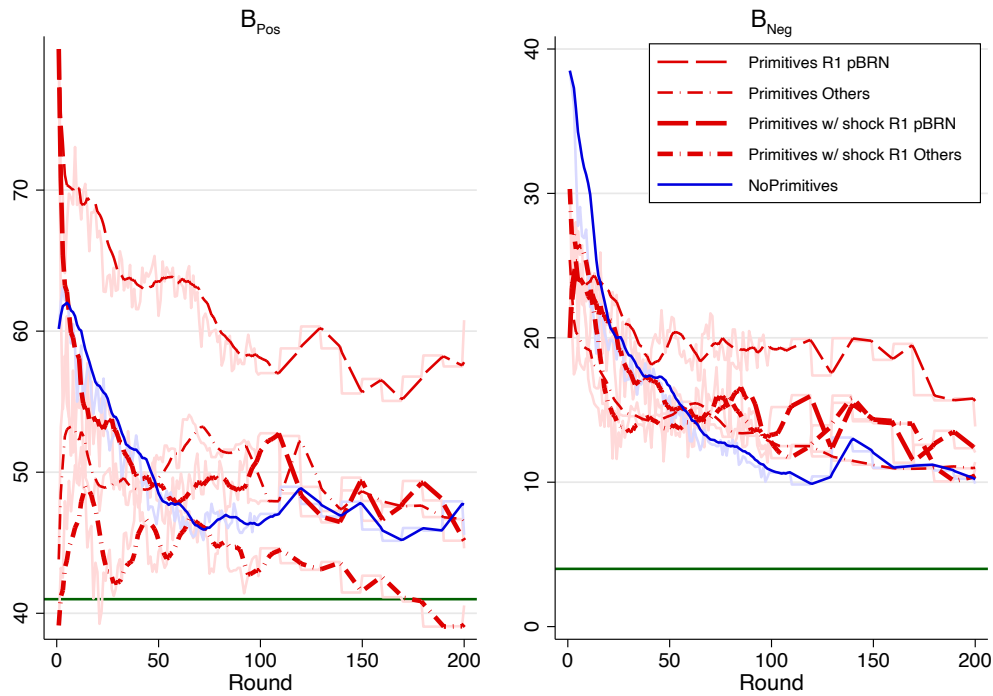 B_Pos
70
60
50
40
0 50 100 150 200
Round
B_Neg
40
30
20
10
0
0 50 100 150 200
Round
Primitives R1 pBRN
Primitives Others
Primitives w/ shock R1 pBRN
Primitives w/ shock R1 Others
NoPrimitives